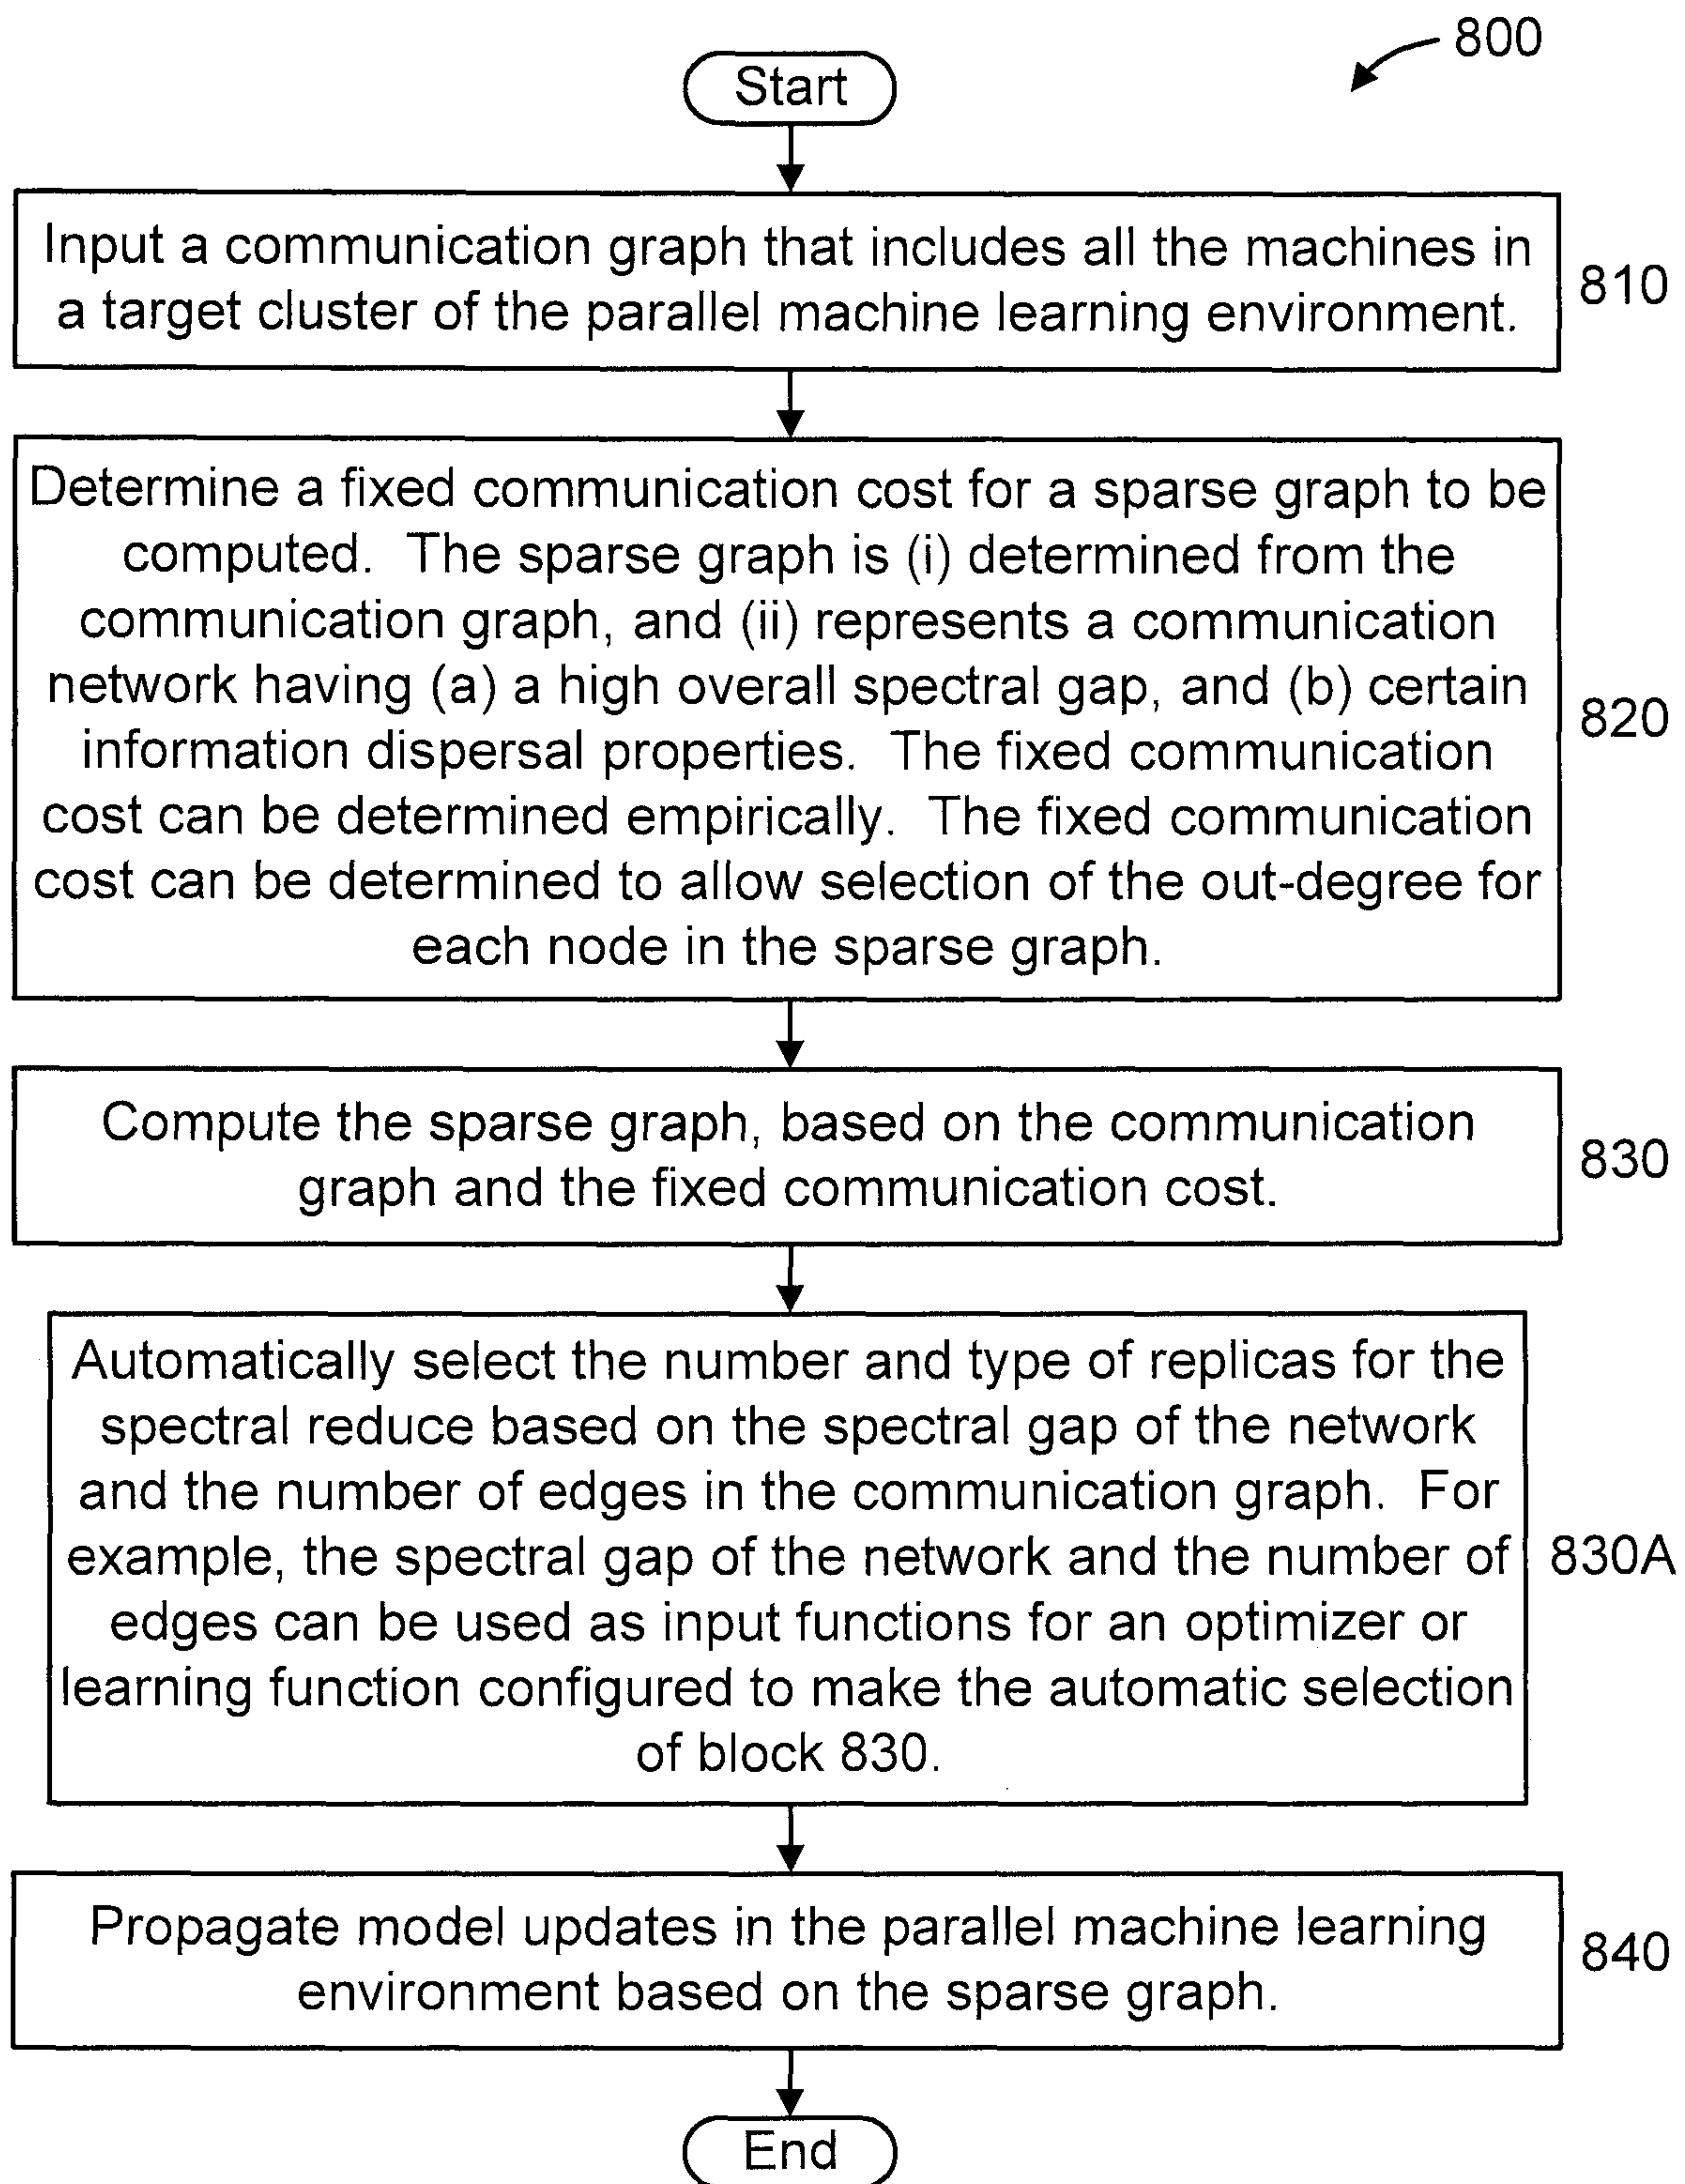 800
Start
Input a communication graph that includes all the machines in
a target cluster of the parallel machine learning environment.
810
Determine a fixed communication cost for a sparse graph to be
computed. The sparse graph is (i) determined from the
communication graph, and (ii) represents a communication
network having (a) a high overall spectral gap, and (b) certain
information dispersal properties. The fixed communication
cost can be determined empirically. The fixed communication
cost can be determined to allow selection of the out-degree for
each node in the sparse graph.
820
Compute the sparse graph, based on the communication
graph and the fixed communication cost.
830
Automatically select the number and type of replicas for the
spectral reduce based on the spectral gap of the network
and the number of edges in the communication graph. For
example, the spectral gap of the network and the number of
edges can be used as input functions for an optimizer or
learning function configured to make the automatic selection
of block 830.
830A
Propagate model updates in the parallel machine learning
environment based on the sparse graph.
840
End